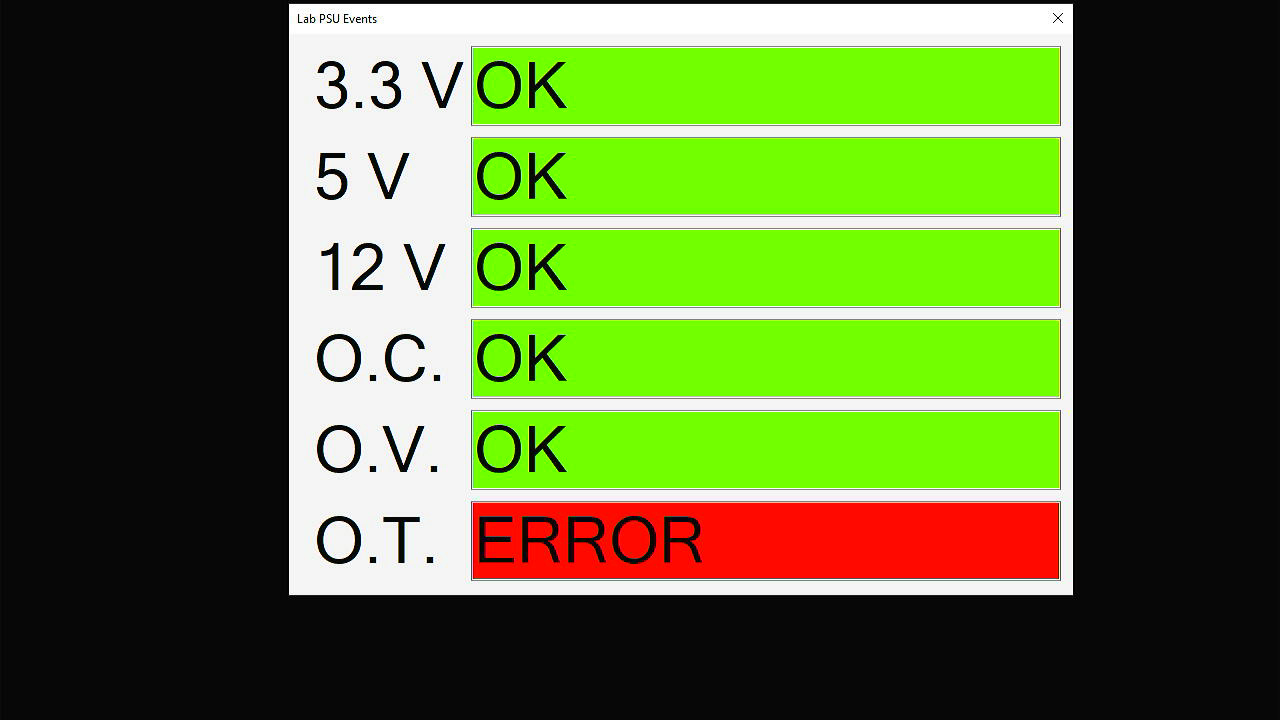 Lab PSU Events
3.3 V OK
5 V OK
12 V OK
O.C. OK
O.V. OK
O.T. ERROR